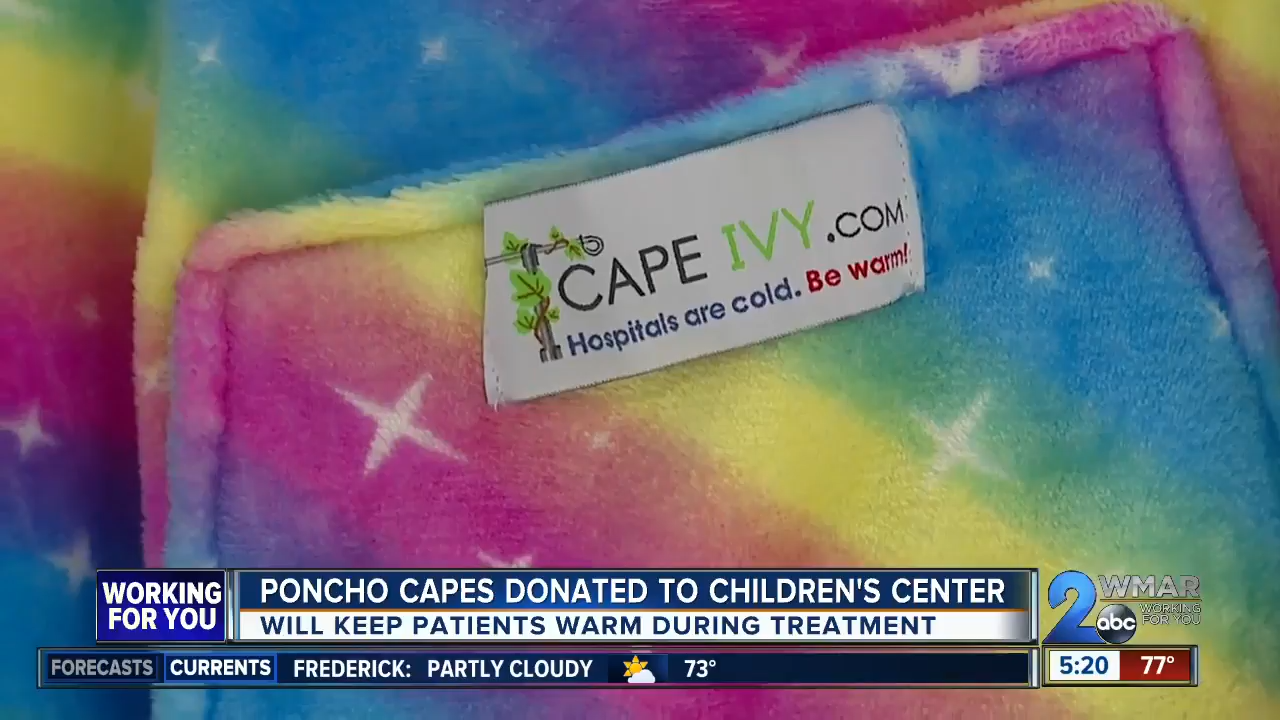 CAPE IVY.COM
Hospitals are cold. Be warm!
WORKING FOR YOU
PONCHO CAPES DONATED TO CHILDREN'S CENTER
WILL KEEP PATIENTS WARM DURING TREATMENT
2 WMAR
abc WORKING FOR YOU
FORECASTS CURRENTS FREDERICK: PARTLY CLOUDY 73°
5:20 77°